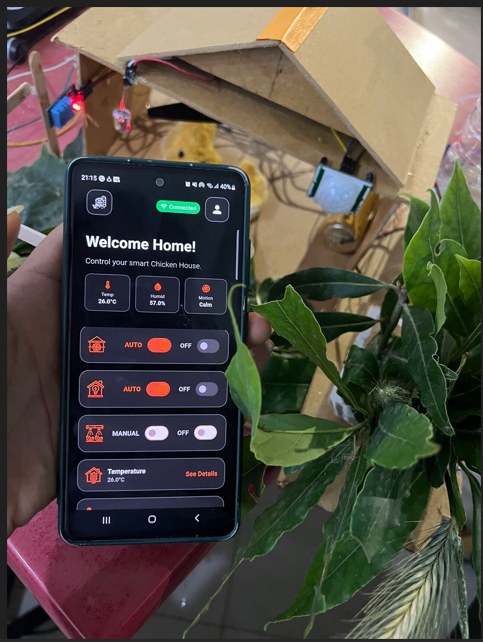 21:15
40%
Connected
Welcome Home!
Control your smart Chicken House.
Temp
26.0°C
Humid
57.0%
Motion
Calm
AUTO OFF
AUTO OFF
MANUAL OFF
Temperature
26.0°C
See Details